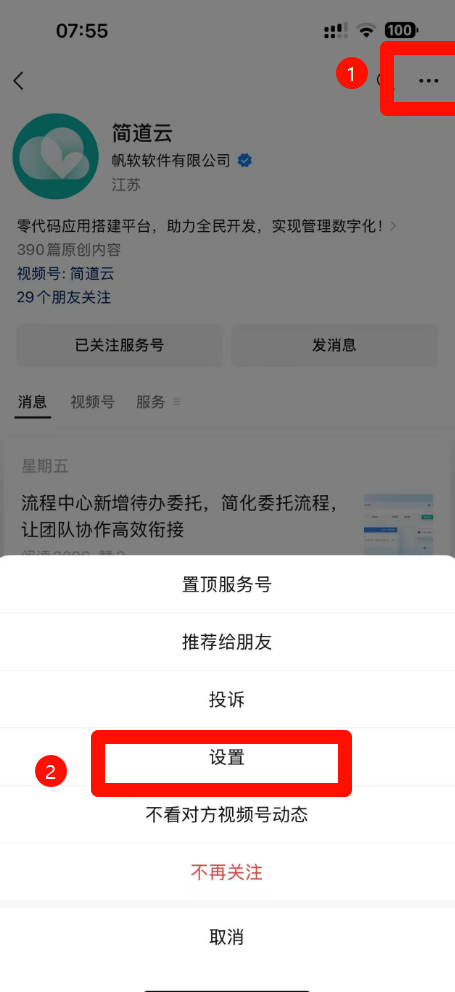 07:55
100
1
简道云
帆软软件有限公司
江苏
零代码应用搭建平台，助力全民开发，实现管理数字化！
390篇原创内容
视频号: 简道云
29个朋友关注
已关注服务号
发消息
消息 视频号 服务
星期五
流程中心新增待办委托，简化委托流程，
让团队协作高效衔接
置顶服务号
推荐给朋友
投诉
2
设置
不看对方视频号动态
不再关注
取消